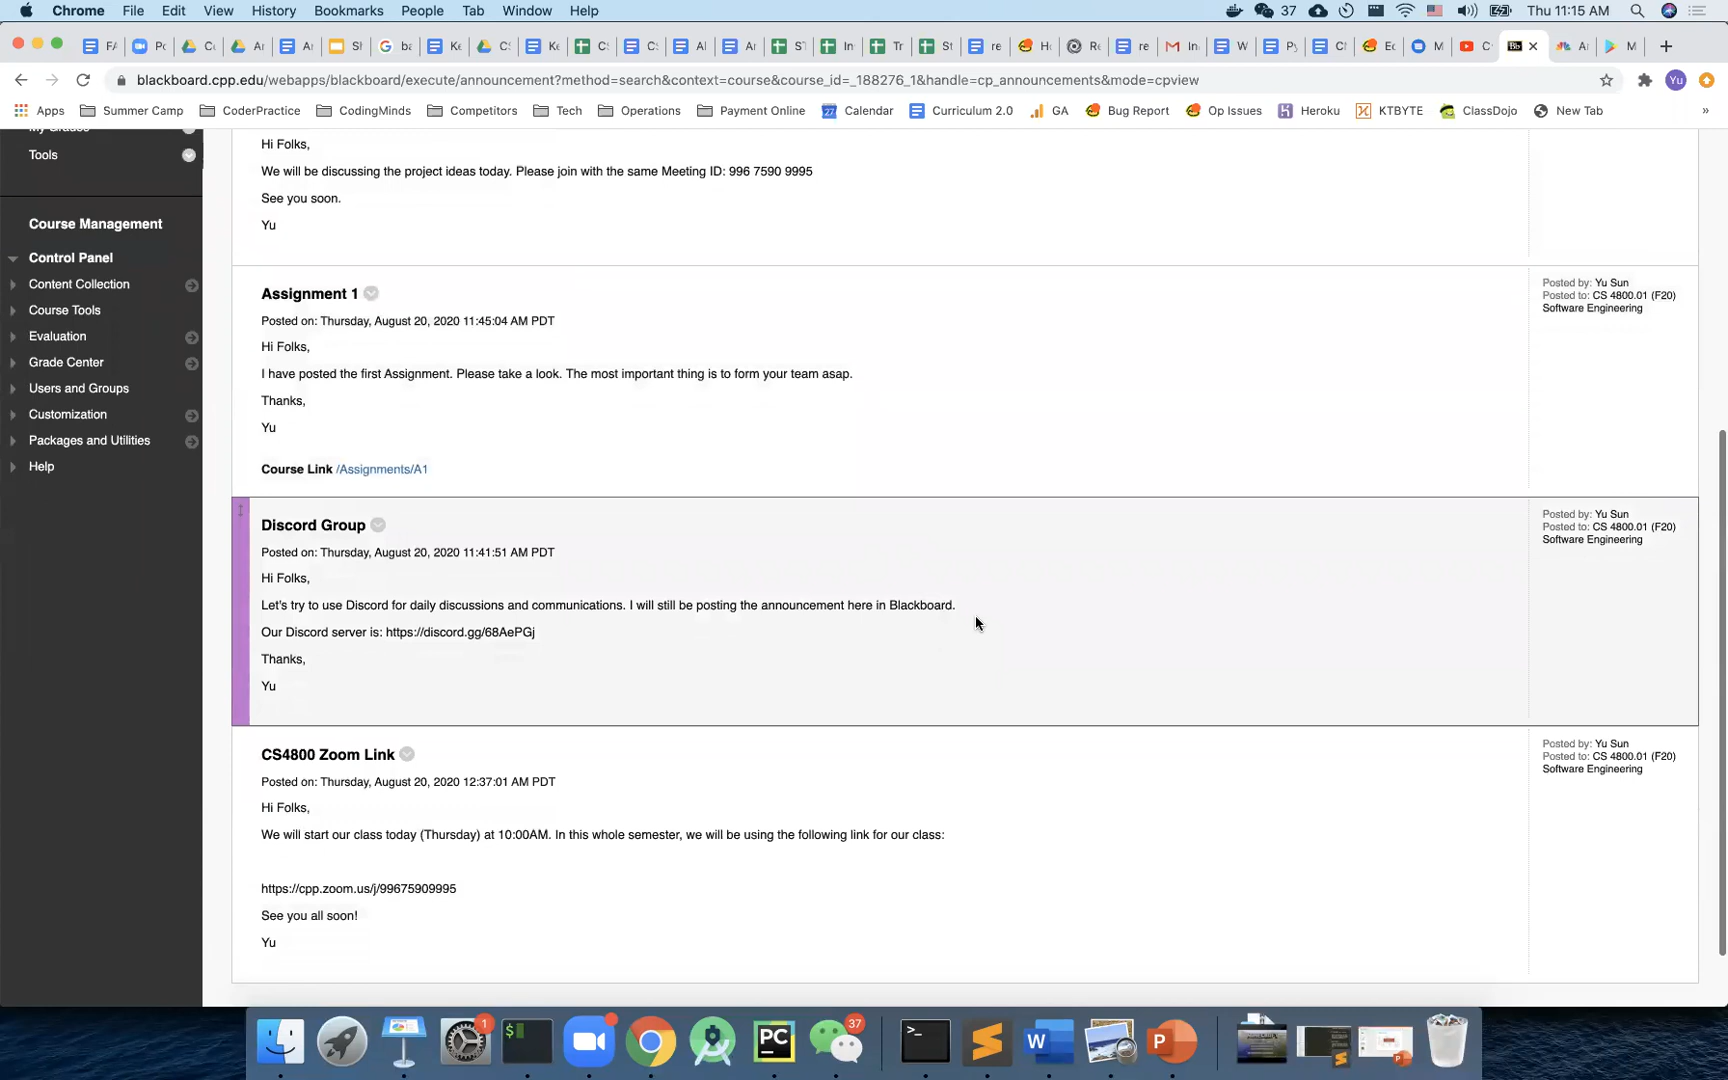 Chrome File Edit View History Bookmarks People Tab Window Help
37 Thu 11:15 AM
blackboard.cpp.edu/webapps/blackboard/execute/announcement?method=search&context=course&course_id=_188276_1&handle=cp_announcements&mode=cpview
Yu
Apps Summer Camp CoderPractice CodingMinds Competitors Tech Operations Payment Online Calendar Curriculum 2.0 GA Bug Report Op Issues Heroku KTBYTE ClassDojo New Tab »
Tools
Course Management
Control Panel
Content Collection
Course Tools
Evaluation
Grade Center
Users and Groups
Customization
Packages and Utilities
Help
Hi Folks,
We will be discussing the project ideas today. Please join with the same Meeting ID: 996 7590 9995
See you soon.
Yu
Assignment 1
Posted on: Thursday, August 20, 2020 11:45:04 AM PDT
Hi Folks,
I have posted the first Assignment. Please take a look. The most important thing is to form your team asap.
Thanks,
Yu
Course Link /Assignments/A1
Posted by: Yu Sun
Posted to: CS 4800.01 (F20)
Software Engineering
Discord Group
Posted on: Thursday, August 20, 2020 11:41:51 AM PDT
Hi Folks,
Let's try to use Discord for daily discussions and communications. I will still be posting the announcement here in Blackboard.
Our Discord server is: https://discord.gg/68AePGj
Thanks,
Yu
Posted by: Yu Sun
Posted to: CS 4800.01 (F20)
Software Engineering
CS4800 Zoom Link
Posted on: Thursday, August 20, 2020 12:37:01 AM PDT
Hi Folks,
We will start our class today (Thursday) at 10:00AM. In this whole semester, we will be using the following link for our class:
https://cpp.zoom.us/j/99675909995
See you all soon!
Yu
Posted by: Yu Sun
Posted to: CS 4800.01 (F20)
Software Engineering
1
37